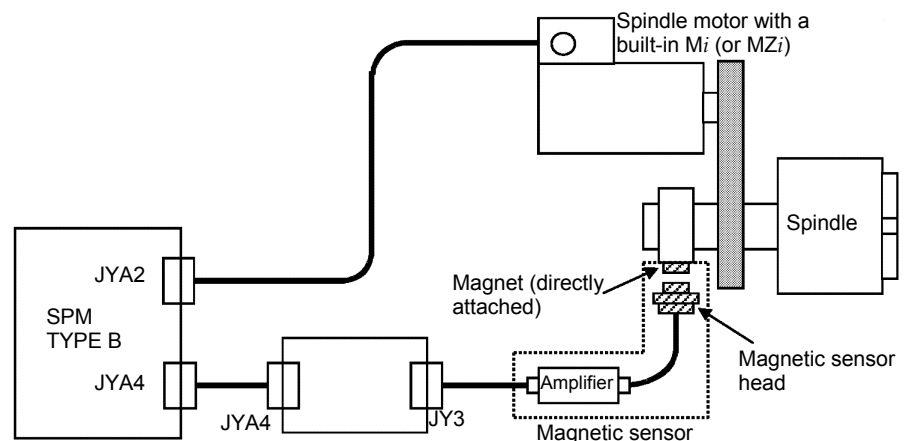 Spindle motor with a
built-in Mi (or MZi)
JYA2
SPM
TYPE B
JYA4
JYA4
JY3
Magnet (directly
attached)
Amplifier
Magnetic sensor
Spindle
Magnetic sensor
head